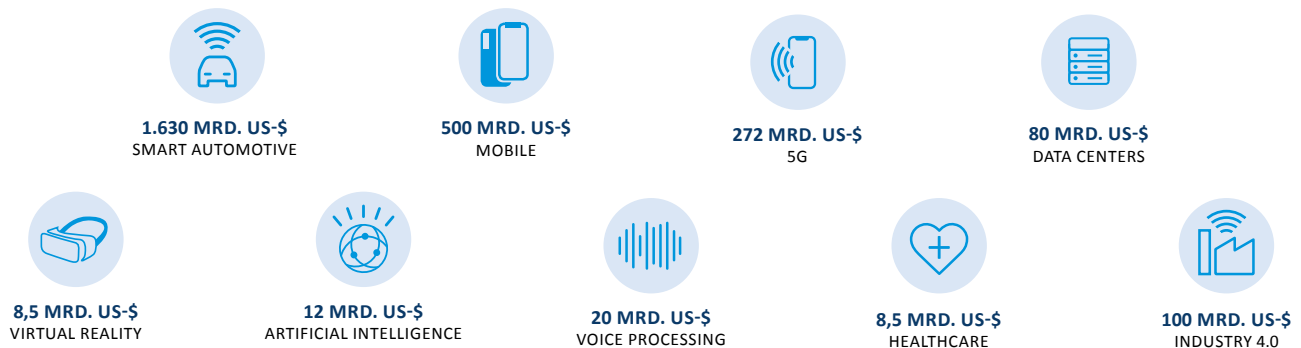 1.630 MRD. US-$
SMART AUTOMOTIVE
500 MRD. US-$
MOBILE
272 MRD. US-$
5G
80 MRD. US-$
DATA CENTERS
8,5 MRD. US-$
VIRTUAL REALITY
12 MRD. US-$
ARTIFICIAL INTELLIGENCE
20 MRD. US-$
VOICE PROCESSING
8,5 MRD. US-$
HEALTHCARE
100 MRD. US-$
INDUSTRY 4.0